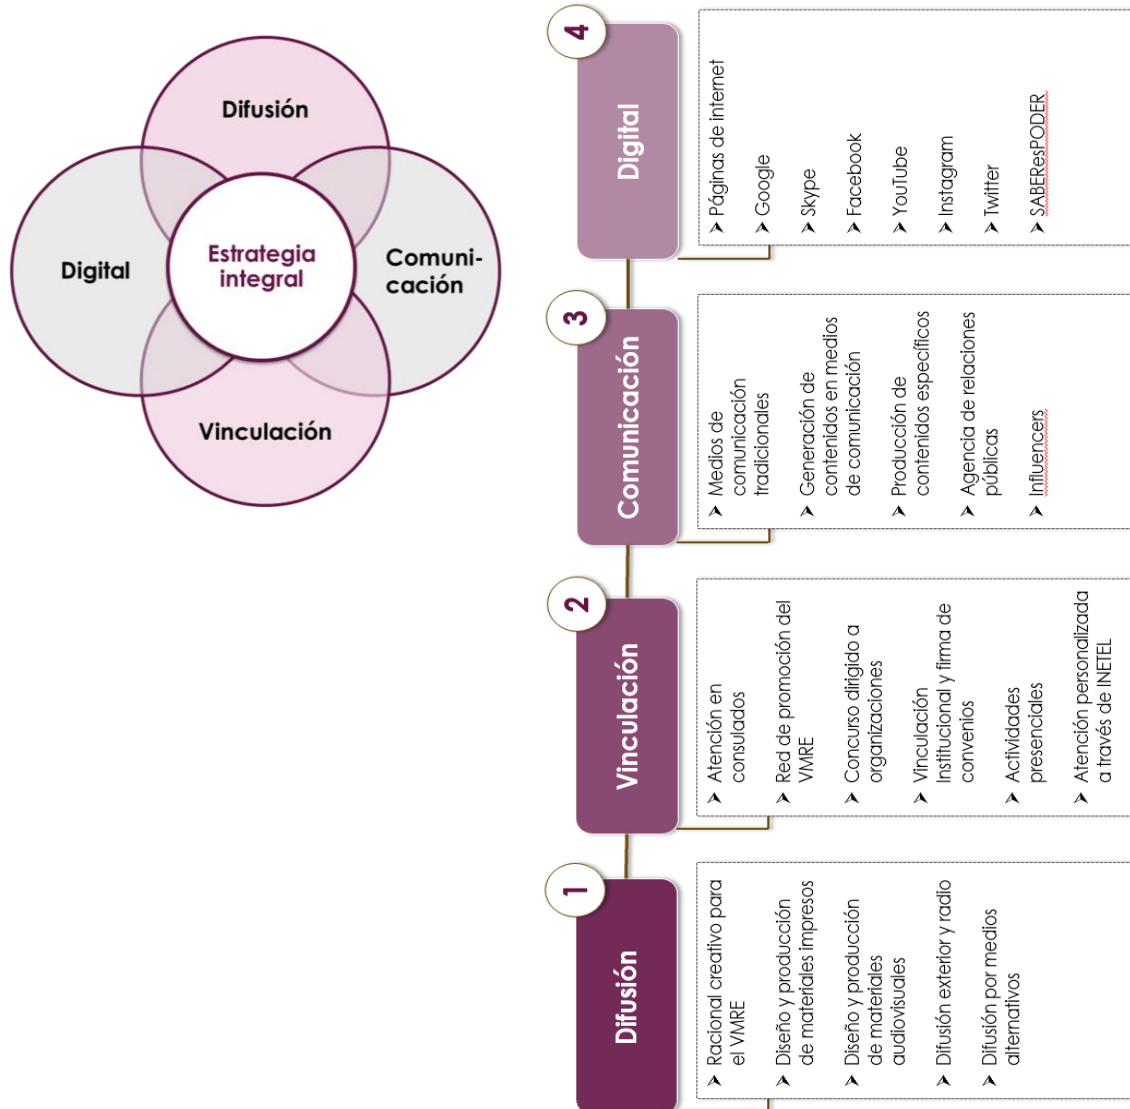 Difusión
Digital
Estrategia
integral
Comuni-
cación
Vinculación
1
Difusión
➢ Racional creativo para
el VMRE
➢ Diseño y producción
de materiales impresos
➢ Diseño y producción
de materiales
audiovisuales
➢ Difusión exterior y radio
➢ Difusión por medios
alternativos
2
Vinculación
➢ Atención en
consulados
➢ Red de promoción del
VMRE
➢ Concurso dirigido a
organizaciones
➢ Vinculación
Institucional y firma de
convenios
➢ Actividades
presenciales
➢ Atención personalizada
a través de INETEL
3
Comunicación
➢ Medios de
comunicación
tradicionales
➢ Generación de
contenidos en medios
de comunicación
➢ Producción de
contenidos específicos
➢ Agencia de relaciones
públicas
➢ Influencers
4
Digital
➢ Páginas de internet
➢ Google
➢ Skype
➢ Facebook
➢ YouTube
➢ Instagram
➢ Twitter
➢ SABEResPODER